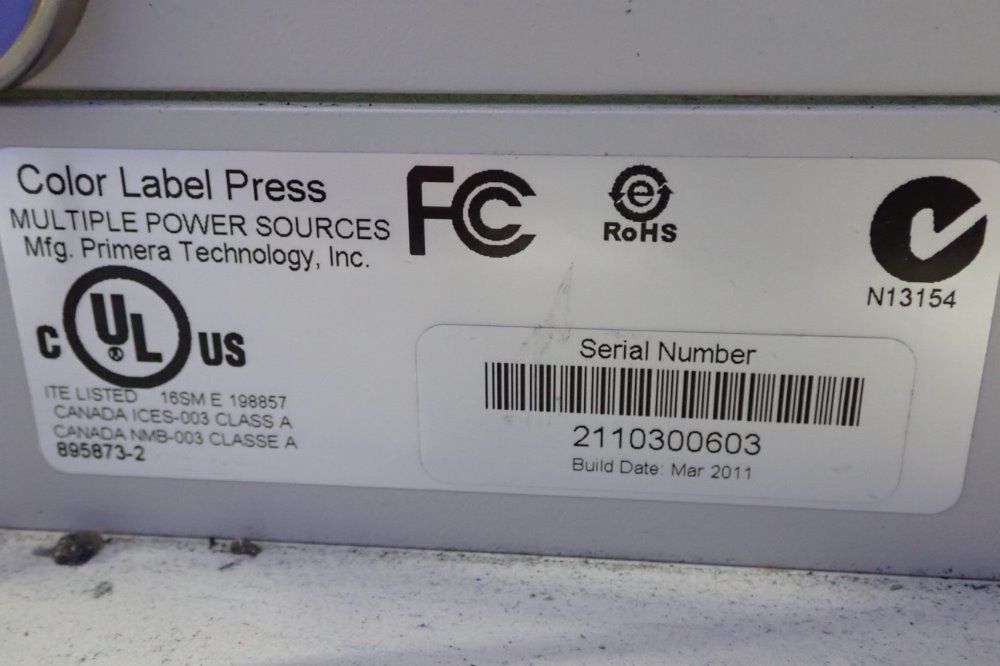 Color Label Press
MULTIPLE POWER SOURCES
Mfg. Primera Technology, Inc.
FC
e
RoHS
N13154
C UL ® US
ITE LISTED 16SM E 198857
CANADA ICES-003 CLASS A
CANADA NMB-003 CLASSE A
895873-2
Serial Number
2110300603
Build Date: Mar 2011